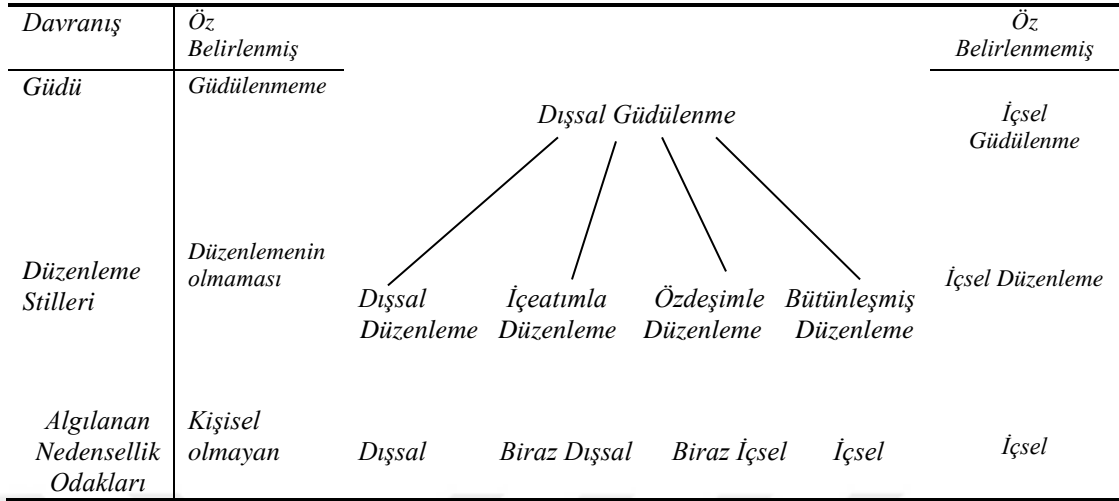 Davranış
Öz
Belirlenmiş
Öz
Belirlenmemiş
Güdü
Güdülenmeme
Dışsal Güdülenme
İçsel
Güdülenme
Düzenleme
Stilleri
Düzenlemenin
olmaması
Dışsal
Düzenleme
İçeatımla
Düzenleme
Özdeşimle
Düzenleme
Bütünleşmiş
Düzenleme
İçsel Düzenleme
Algılanan
Nedensellik
Odakları
Kişisel
olmayan
Dışsal
Biraz Dışsal
Biraz İçsel
İçsel
İçsel